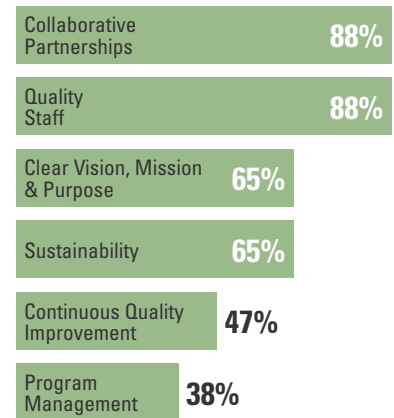 Collaborative
Partnerships
88%
Quality
Staff
88%
Clear Vision, Mission
& Purpose
65%
Sustainability
65%
Continuous Quality
Improvement
47%
Program
Management
38%